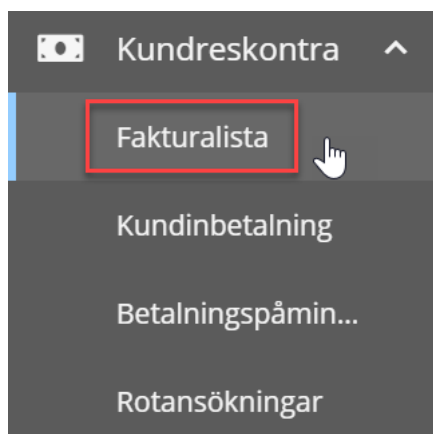 Kundreskontra
Fakturalista
Kundinbetalning
Betalningspåmin...
Rotansökningar